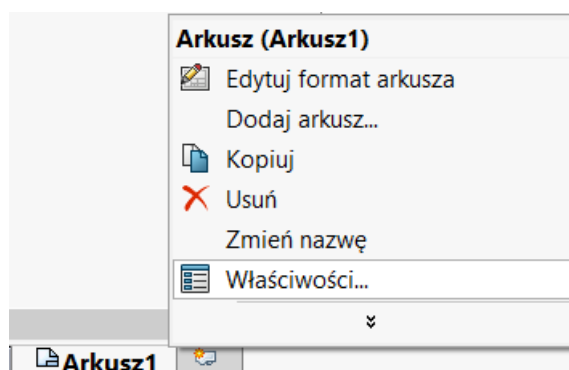 Arkusz (Arkusz1)
Edytuj format arkusza
Dodaj arkusz...
Kopiuj
Usuń
Zmień nazwę
Właściwości...
Arkusz1